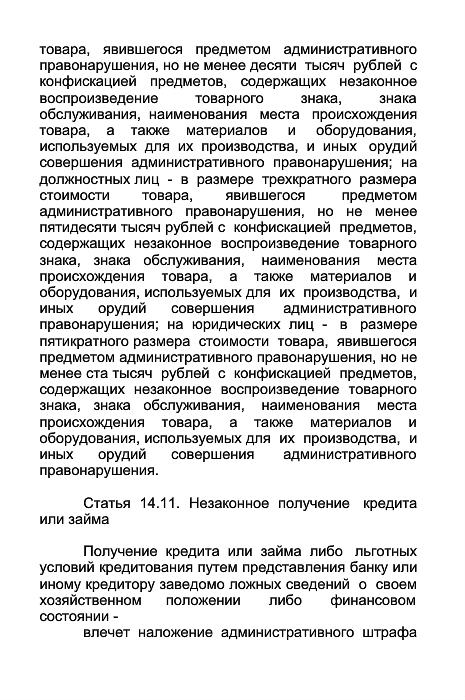 товара, явившегося предметом административного
правонарушения, но не менее десяти тысяч рублей с
конфискацией предметов, содержащих незаконное
воспроизведение товарного знака, знака
обслуживания, наименования места происхождения
товара, а также материалов и оборудования,
используемых для их производства, и иных орудий
совершения административного правонарушения; на
должностных лиц - в размере трехкратного размера
стоимости товара, явившегося предметом
административного правонарушения, но не менее
пятидесяти тысяч рублей с конфискацией предметов,
содержащих незаконное воспроизведение товарного
знака, знака обслуживания, наименования места
происхождения товара, а также материалов и
оборудования, используемых для их производства, и
иных орудий совершения административного
правонарушения; на юридических лиц - в размере
пятикратного размера стоимости товара, явившегося
предметом административного правонарушения, но не
менее ста тысяч рублей с конфискацией предметов,
содержащих незаконное воспроизведение товарного
знака, знака обслуживания, наименования места
происхождения товара, а также материалов и
оборудования, используемых для их производства, и
иных орудий совершения административного
правонарушения.
Статья 14.11. Незаконное получение кредита
или займа
Получение кредита или займа либо льготных
условий кредитования путем представления банку или
иному кредитору заведомо ложных сведений о своем
хозяйственном положении либо финансовом
состоянии -
влечет наложение административного штрафа